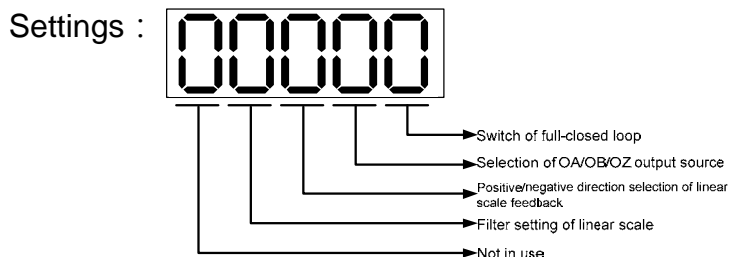 Settings :
00000
Switch of full-closed loop
Selection of OA/OB/OZ output source
Positive/negative direction selection of linear
scale feedback
Filter setting of linear scale
Not in use